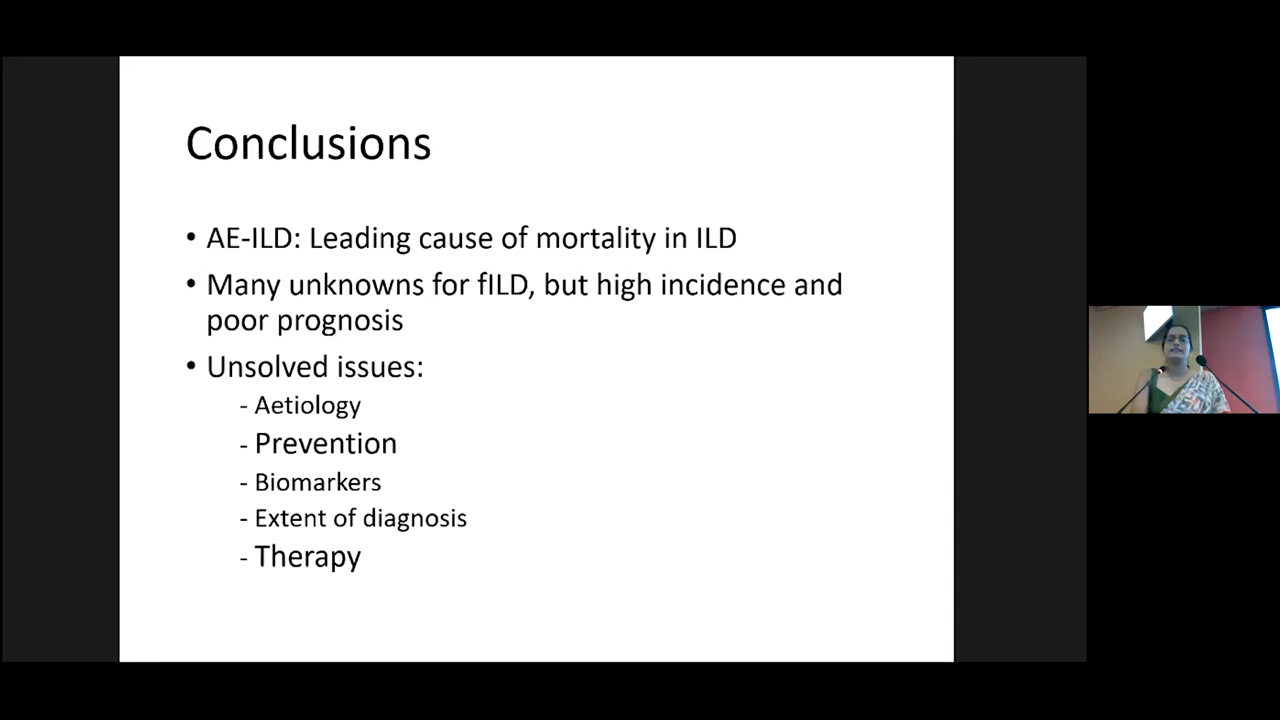 Conclusions
• AE-ILD: Leading cause of mortality in ILD
• Many unknowns for fILD, but high incidence and
poor prognosis
• Unsolved issues:
- Aetiology
- Prevention
- Biomarkers
- Extent of diagnosis
- Therapy